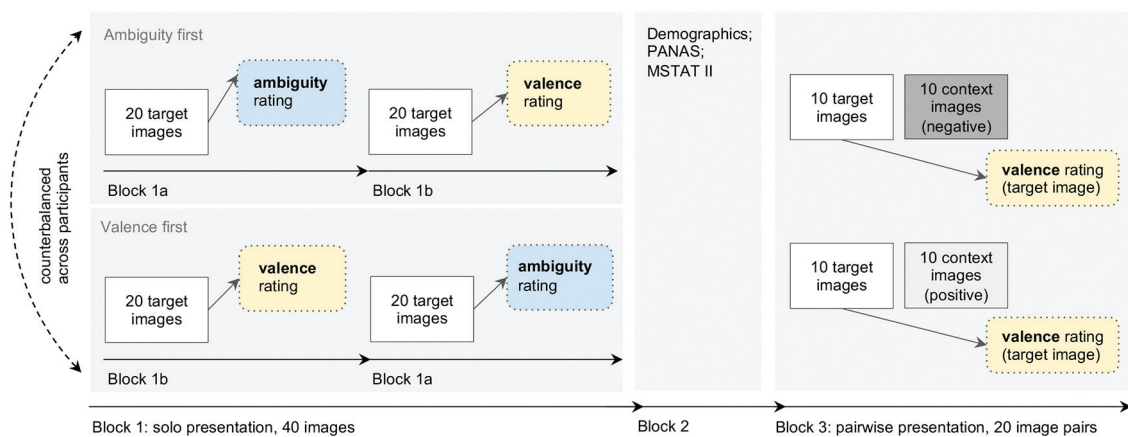 Ambiguity first
20 target
images
ambiguity
rating
20 target
images
valence
rating
Block 1a
Block 1b
counterbalanced
across participants
Valence first
20 target
images
valence
rating
20 target
images
ambiguity
rating
Block 1b
Block 1a
Block 1: solo presentation, 40 images
Demographics;
PANAS;
MSTAT II
Block 2
10 target
images
10 context
images
(negative)
valence rating
(target image)
10 target
images
10 context
images
(positive)
valence rating
(target image)
Block 3: pairwise presentation, 20 image pairs